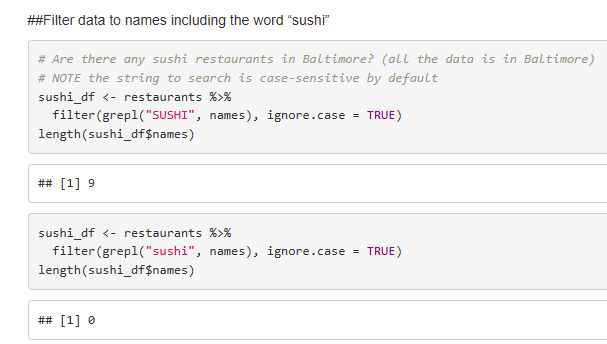 ##Filter data to names including the word “sushi”
# Are there any sushi restaurants in Baltimore? (all the data is in Baltimore)
# NOTE the string to search is case-sensitive by default
sushi_df <- restaurants %>%
  filter(grepl("SUSHI", names), ignore.case = TRUE)
length(sushi_df$names)
## [1] 9
sushi_df <- restaurants %>%
  filter(grepl("sushi", names), ignore.case = TRUE)
length(sushi_df$names)
## [1] 0